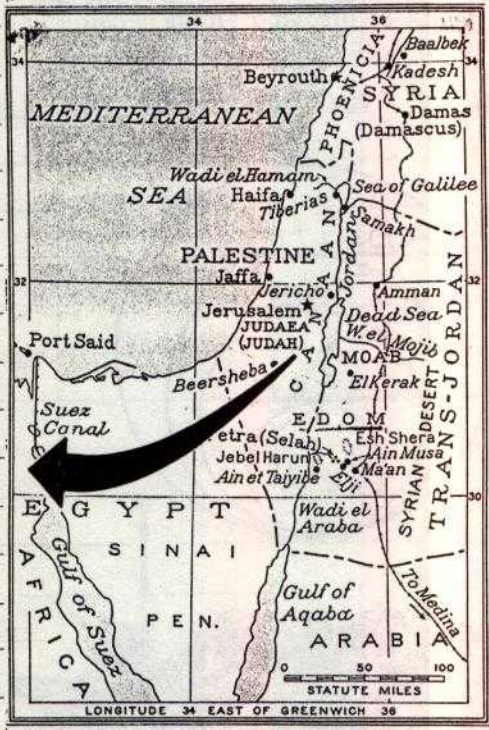 34
36
34
34
Baalbek
Kadesh
Beyrouth
PHOENICIA
SYRIA
Damas
(Damascus)
MEDITERRANEAN
SEA
Wadi el Hamam
Haifa
Tiberias
Sea of Galilee
Samakh
PALESTINE
Jordan
CANAAN
32
32
Jaffa
Jericho
Amman
Jerusalem
JUDAEA
(JUDAH)
Dead Sea
W. el Mojib
MOAB
Port Said
Beersheba
El Kerak
Suez
Canal
EDOM
SYRIAN DESERT
TRANS-JORDAN
etra (Selah)
Esh Shera
Jebel Harun
Ain Musa
Ain et Taiyibe
Elji
Ma'an
30
EGYPT
Wadi el
Araba
SINAI
PEN.
AFRICA
Gulf of Suez
Gulf of
Aqaba
To Medina
ARABIA
0 50 100
STATUTE MILES
LONGITUDE 34 EAST OF GREENWICH 36